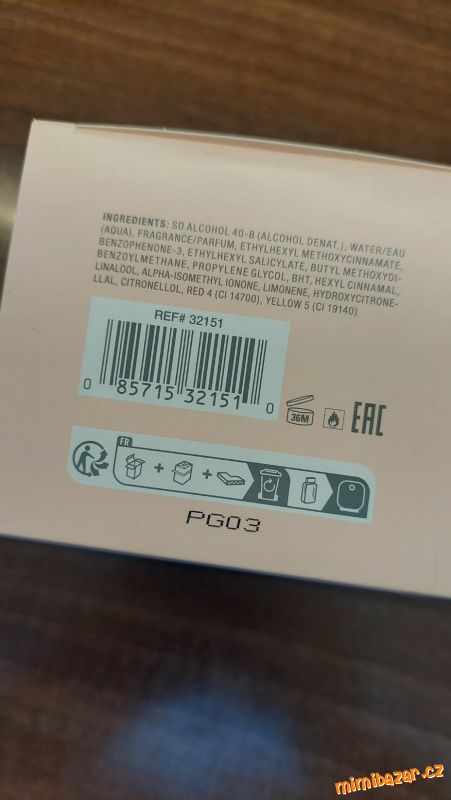 INGREDIENTS: SD ALCOHOL 40-B (ALCOHOL DENAT.), WATER/EAU
(AQUA), FRAGRANCE/PARFUM, ETHYLHEXYL METHOXYCINNAMATE,
BENZOPHENONE-3, ETHYLHEXYL SALICYLATE, BUTYL METHOXYDI-
BENZOYLMETHANE, PROPYLENE GLYCOL, BHT, HEXYL CINNAMAL,
LINALOOL, ALPHA-ISOMETHYL IONONE, LIMONENE, HYDROXYCITRONE-
LLAL, CITRONELLOL, RED 4 (CI 14700), YELLOW 5 (CI 19140)
REF# 32151
0 85715 32151 0
36M
EAC
FR
PG03
mimibazar.cz